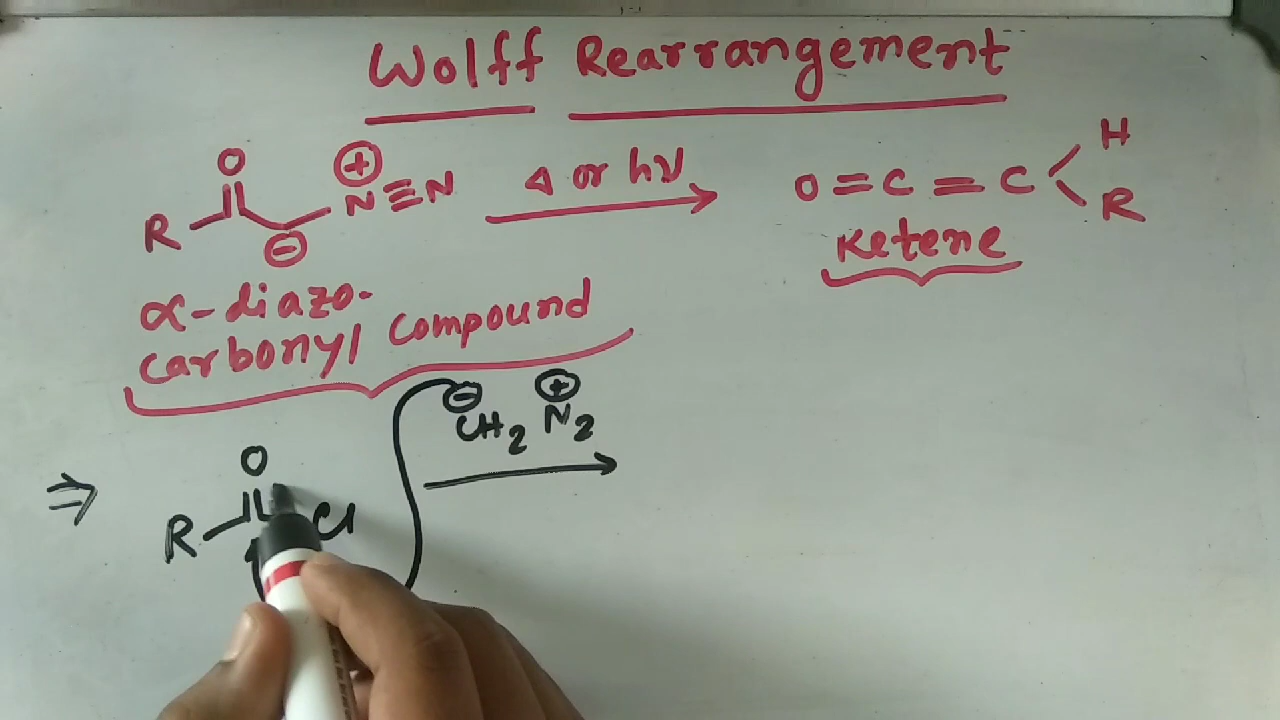 Wolff Rearrangement
O ⊕
R ⊖ N≡N Δ or hν O=C=C H R
Ketene
α-diazo-
carbonyl compound
⊖ ⊕
CH2 N2
⇒ O
R Cl